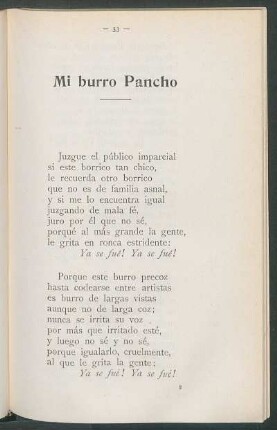 — 33 —
Mi burro Pancho
Juzgue el público imparcial
si este borrico tan chico,
le recuerda otro borrico
que no es de familia asnal,
y si me lo encuentra igual
juzgando de mala fé,
juro por él que no sé,
porqué al más grande la gente,
le grita en ronca estridente:
Ya se fué! Ya se fué!
Porque este burro precoz
hasta codearse entre artistas
es burro de largas vistas
aunque no de larga coz;
nunca se irrita su voz
por más que irritado esté,
y luego no sé y no sé,
porque igualarlo, cruelmente,
al que le grita la gente:
Ya se fué! Ya se fué!